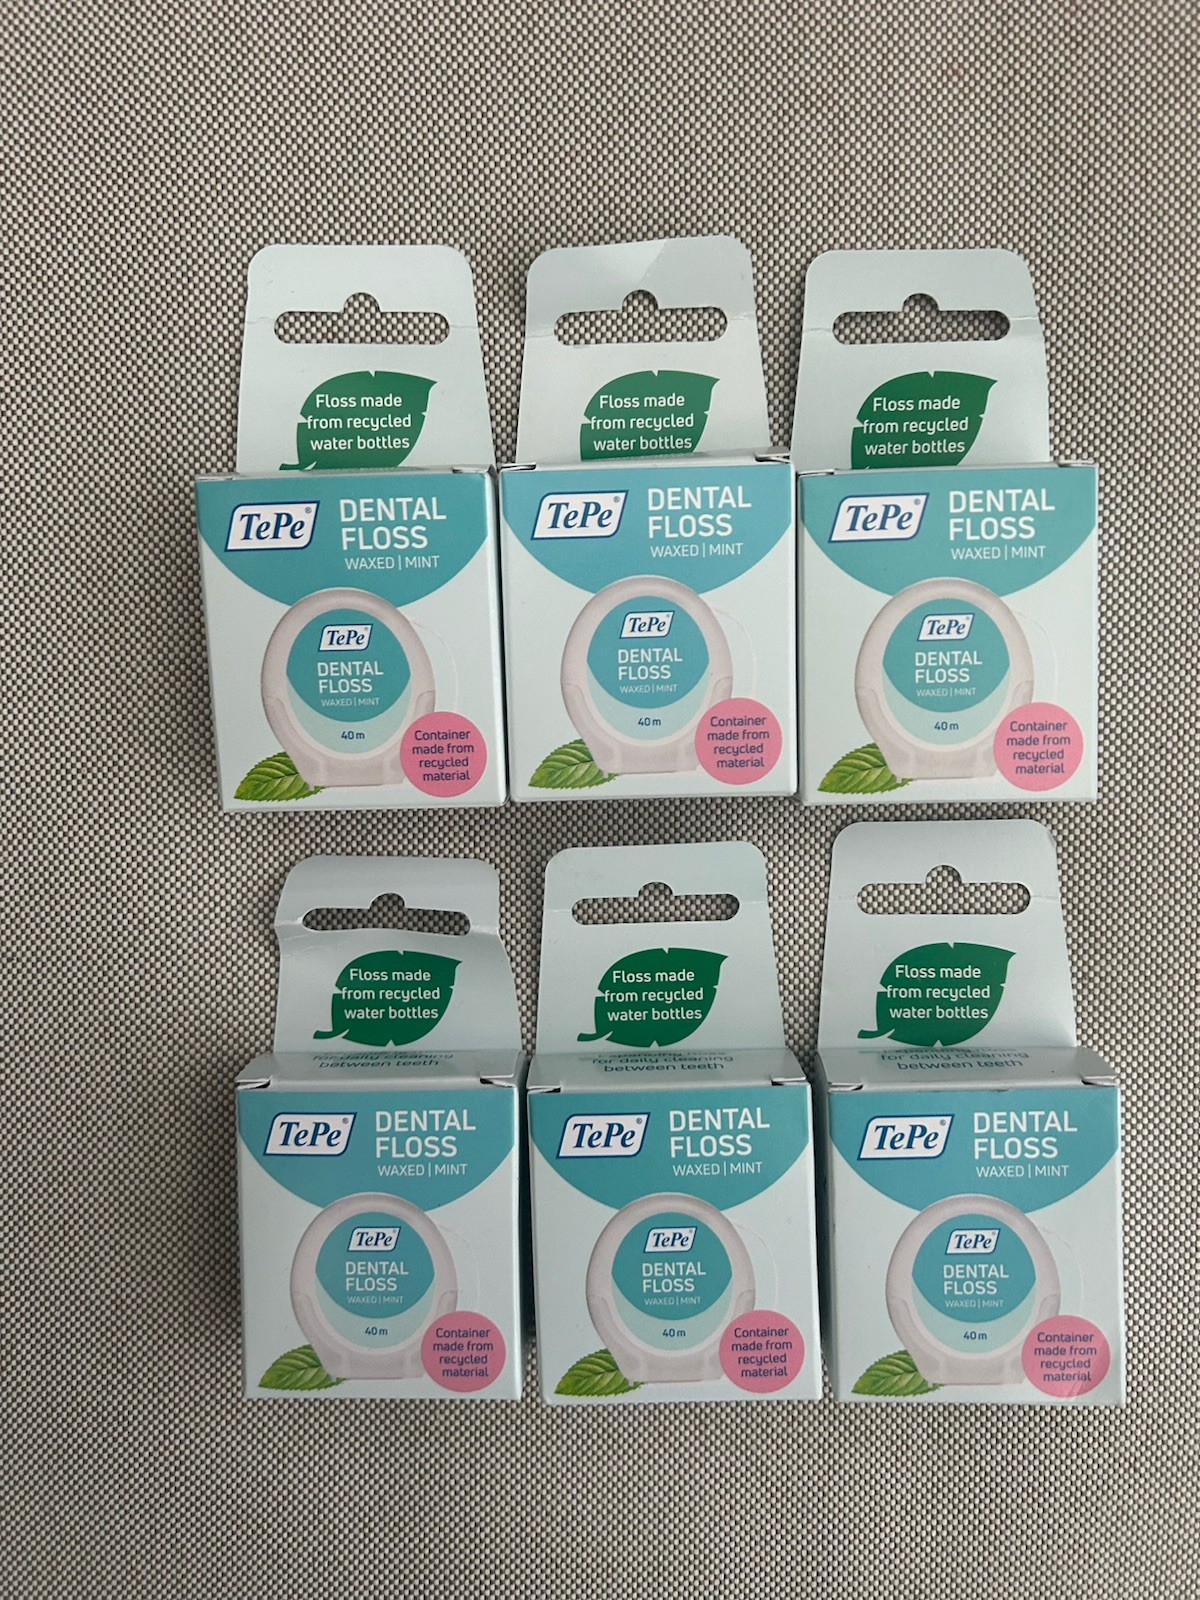 Floss made
from recycled
water bottles
TePe®
DENTAL
FLOSS
WAXED | MINT
TePe®
DENTAL
FLOSS
WAXED | MINT
40 m
Container
made from
recycled
material
Floss made
from recycled
water bottles
TePe®
DENTAL
FLOSS
WAXED | MINT
TePe®
DENTAL
FLOSS
WAXED | MINT
40 m
Container
made from
recycled
material
Floss made
from recycled
water bottles
TePe®
DENTAL
FLOSS
WAXED | MINT
TePe®
DENTAL
FLOSS
WAXED | MINT
40 m
Container
made from
recycled
material
Floss made
from recycled
water bottles
for daily cleaning
between teeth
TePe®
DENTAL
FLOSS
WAXED | MINT
TePe®
DENTAL
FLOSS
WAXED | MINT
40 m
Container
made from
recycled
material
Floss made
from recycled
water bottles
for daily cleaning
between teeth
TePe®
DENTAL
FLOSS
WAXED | MINT
TePe®
DENTAL
FLOSS
WAXED | MINT
40 m
Container
made from
recycled
material
Floss made
from recycled
water bottles
for daily cleaning
between teeth
TePe®
DENTAL
FLOSS
WAXED | MINT
TePe®
DENTAL
FLOSS
WAXED | MINT
40 m
Container
made from
recycled
material